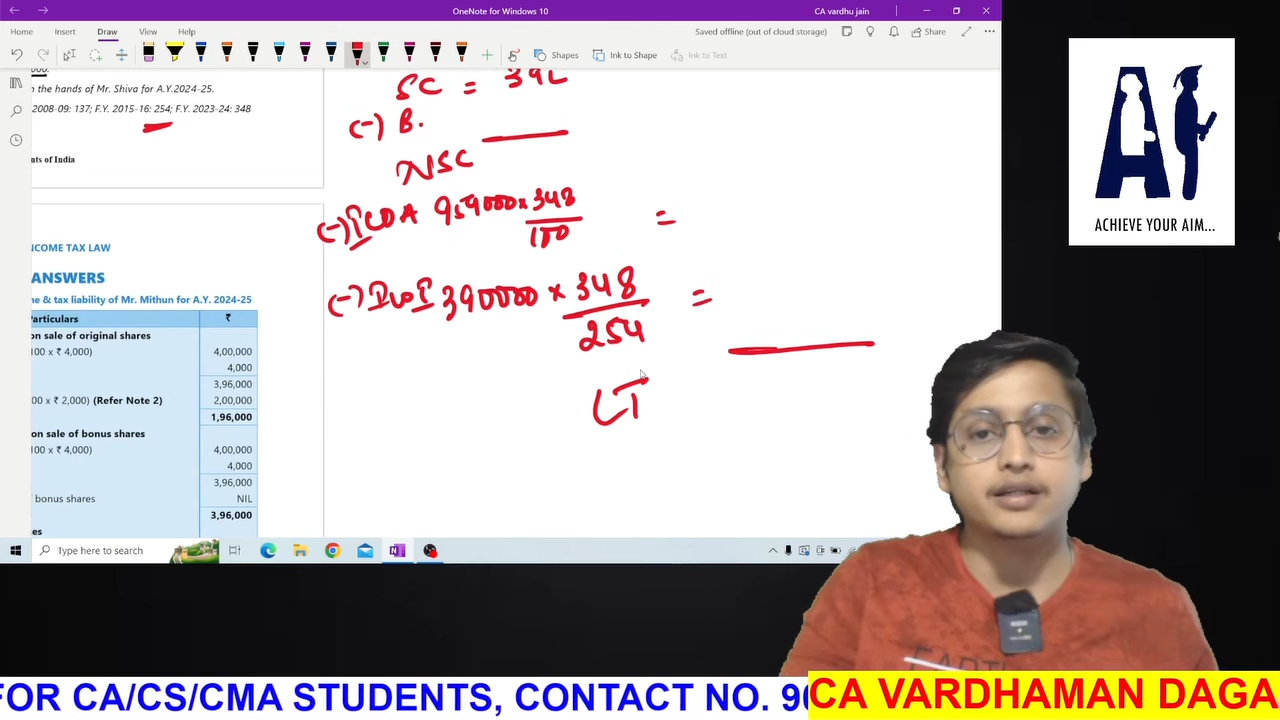 OneNote for Windows 10
CA vardhu jain
Home Insert Draw View Help
Saved offline (out of cloud storage) Share
Shapes Ink to Shape Ink to Text
n the hands of Mr. Shiva for A.Y.2024-25.
2008-09: 137; F.Y. 2015-16: 254; F.Y. 2023-24: 348
nts of India
SC = 39L
(-) B.
NSC
(-) ICOA 959000 × 348
100 =
(-) IcoI 390000 × 348 =
254
LT
NCOME TAX LAW
ANSWERS
ne & tax liability of Mr. Mithun for A.Y. 2024-25
Particulars ₹
on sale of original shares
100 x ₹ 4,000) 4,00,000
4,000
3,96,000
00 x ₹ 2,000) (Refer Note 2) 2,00,000
1,96,000
on sale of bonus shares
100 x ₹ 4,000) 4,00,000
4,000
3,96,000
f bonus shares NIL
3,96,000
es
Type here to search
ACHIEVE YOUR AIM...
FOR CA/CS/CMA STUDENTS, CONTACT NO. 90
CA VARDHAMAN DAGA